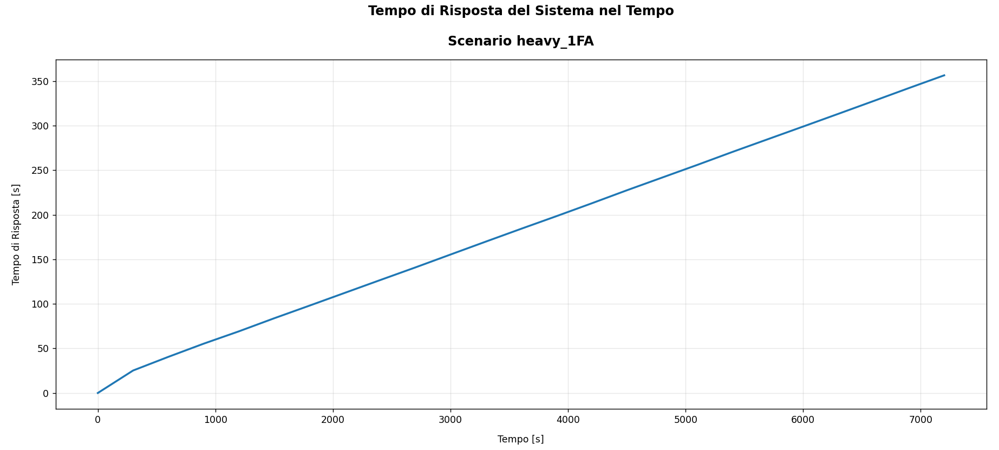 Tempo di Risposta del Sistema nel Tempo
Scenario heavy_1FA
350
300
250
200
150
100
50
0
Tempo di Risposta [s]
0 1000 2000 3000 4000 5000 6000 7000
Tempo [s]